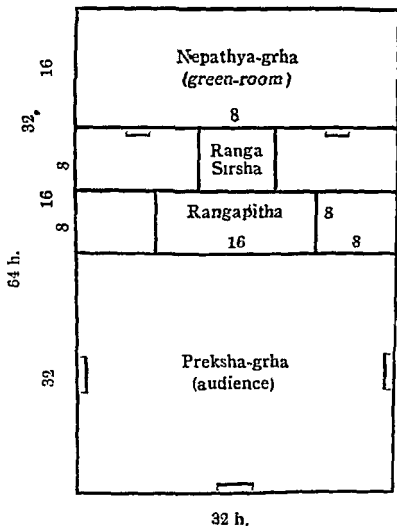 Nepathya-grha
(green-room)
16
8
32,
Ranga
Sirsha
8
16
Rangapitha
8
8
16
8
64 h.
Preksha-grha
(audience)
32
32 h.